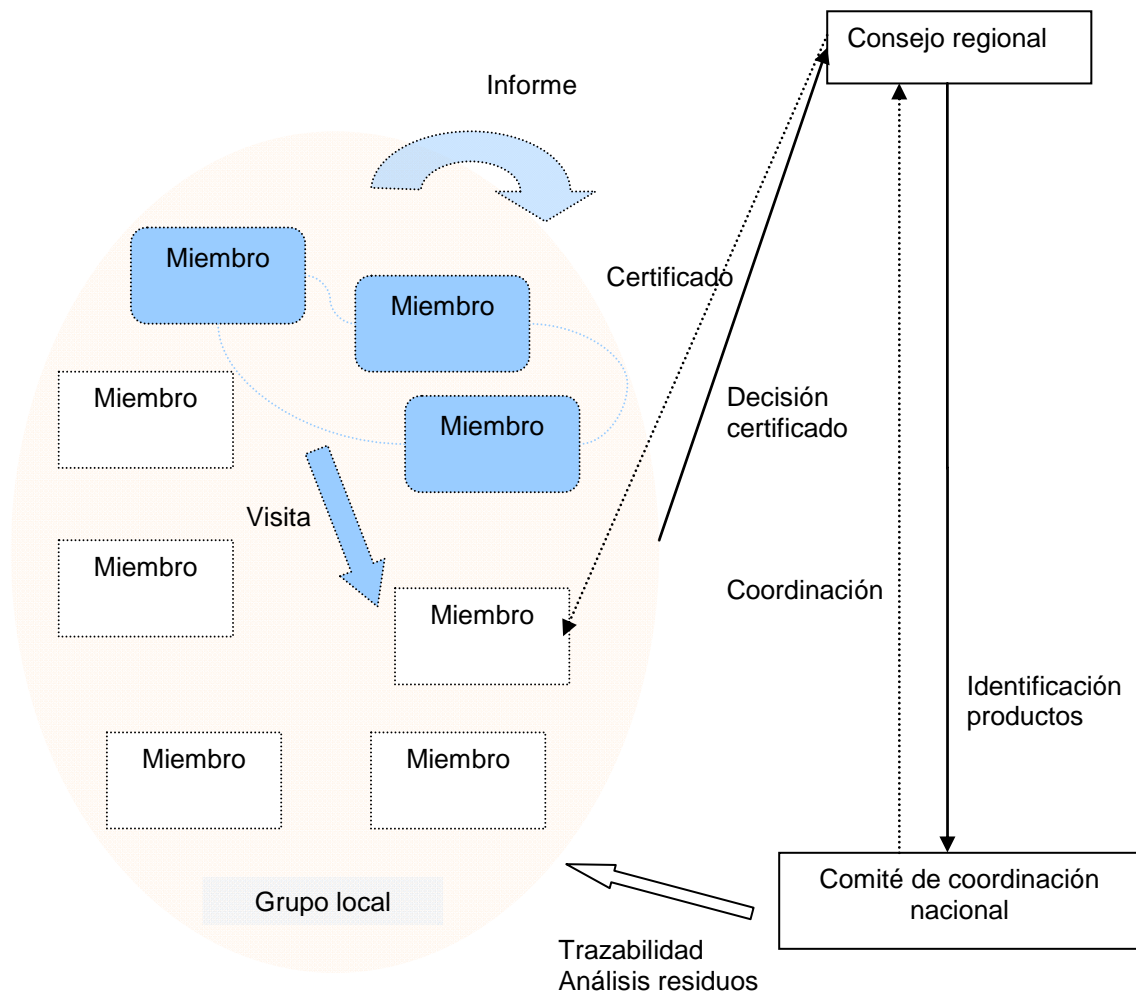 Consejo regional
Informe
Miembro
Certificado
Miembro
Miembro
Decisión
certificado
Miembro
Visita
Miembro
Coordinación
Miembro
Identificación
productos
Miembro
Miembro
Comité de coordinación
nacional
Grupo local
Trazabilidad
Análisis residuos